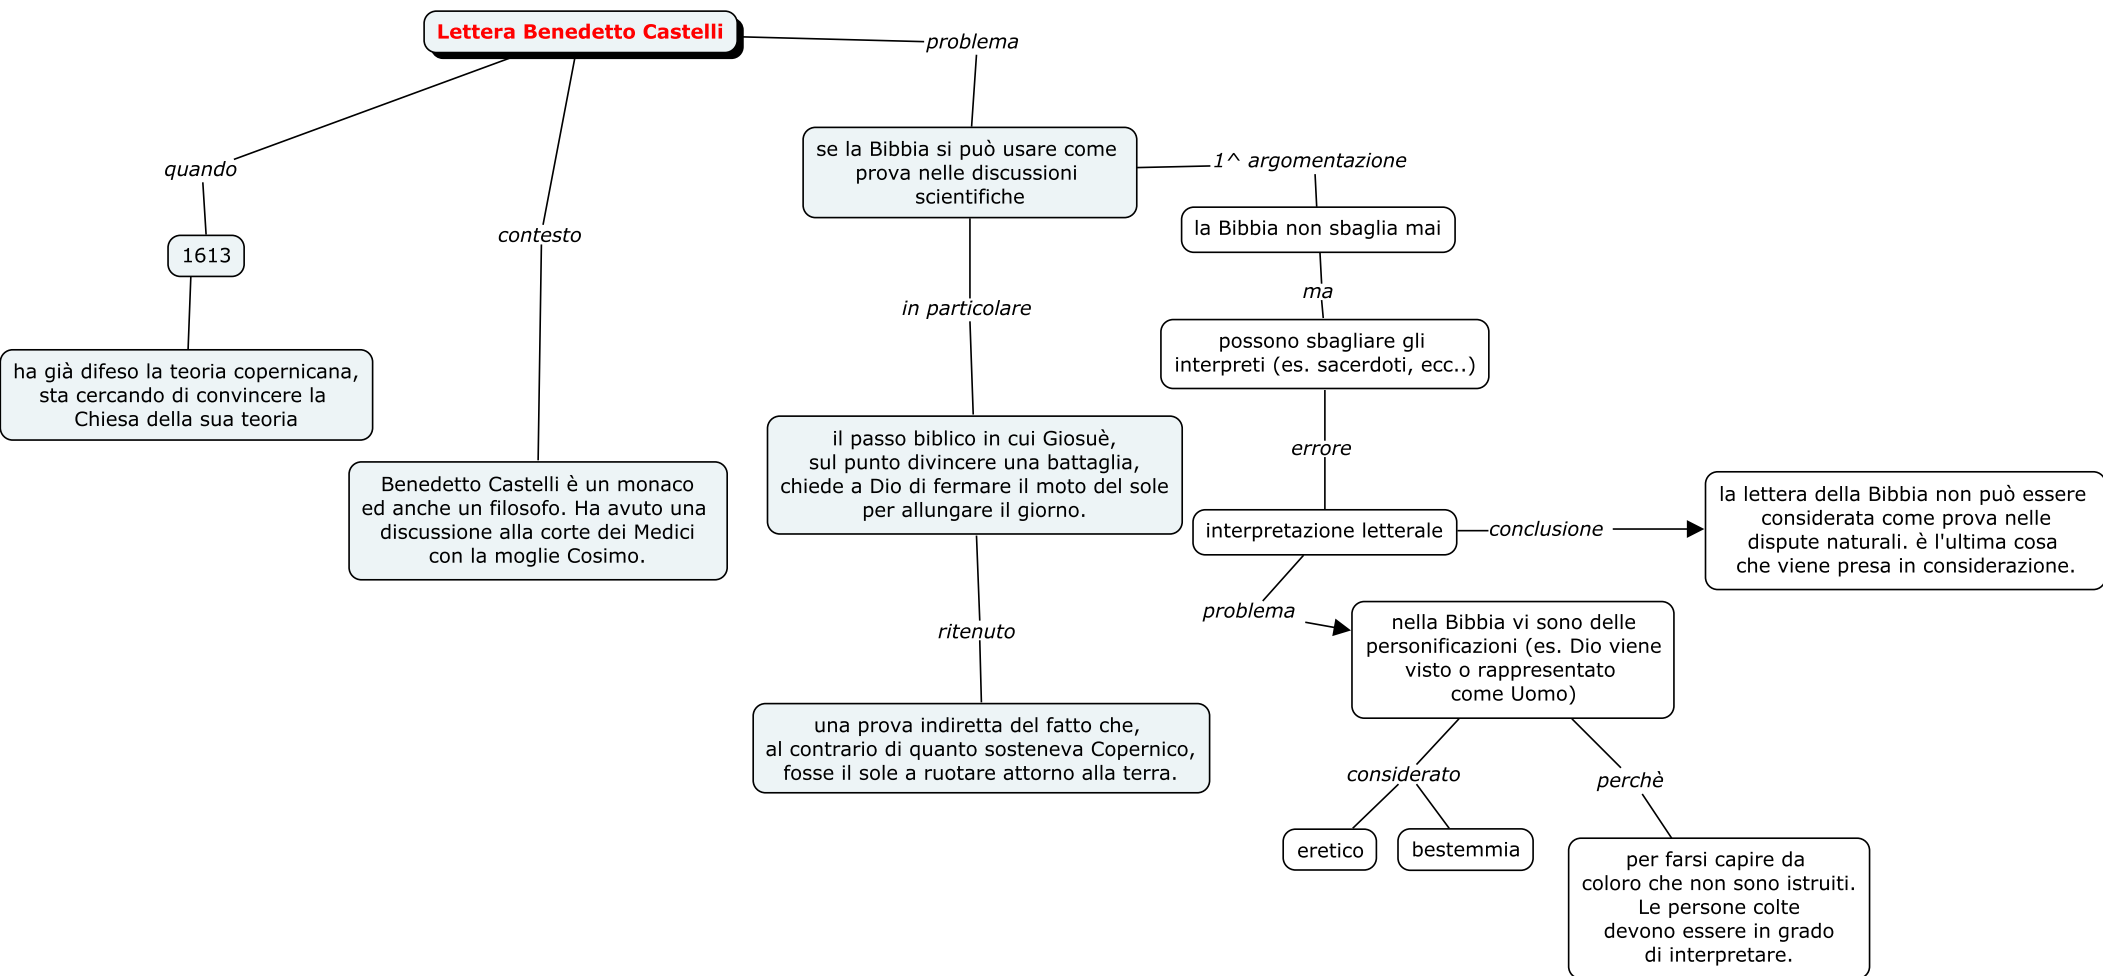 Lettera Benedetto Castelli
problema
quando
1613
ha già difeso la teoria copernicana,
sta cercando di convincere la
Chiesa della sua teoria
contesto
Benedetto Castelli è un monaco
ed anche un filosofo. Ha avuto una
discussione alla corte dei Medici
con la moglie Cosimo.
se la Bibbia si può usare come
prova nelle discussioni
scientifiche
in particolare
il passo biblico in cui Giosuè,
sul punto divincere una battaglia,
chiede a Dio di fermare il moto del sole
per allungare il giorno.
ritenuto
una prova indiretta del fatto che,
al contrario di quanto sosteneva Copernico,
fosse il sole a ruotare attorno alla terra.
1^ argomentazione
la Bibbia non sbaglia mai
ma
possono sbagliare gli
interpreti (es. sacerdoti, ecc..)
errore
interpretazione letterale
conclusione
la lettera della Bibbia non può essere
considerata come prova nelle
dispute naturali. è l'ultima cosa
che viene presa in considerazione.
problema
nella Bibbia vi sono delle
personificazioni (es. Dio viene
visto o rappresentato
come Uomo)
considerato
eretico
bestemmia
perchè
per farsi capire da
coloro che non sono istruiti.
Le persone colte
devono essere in grado
di interpretare.